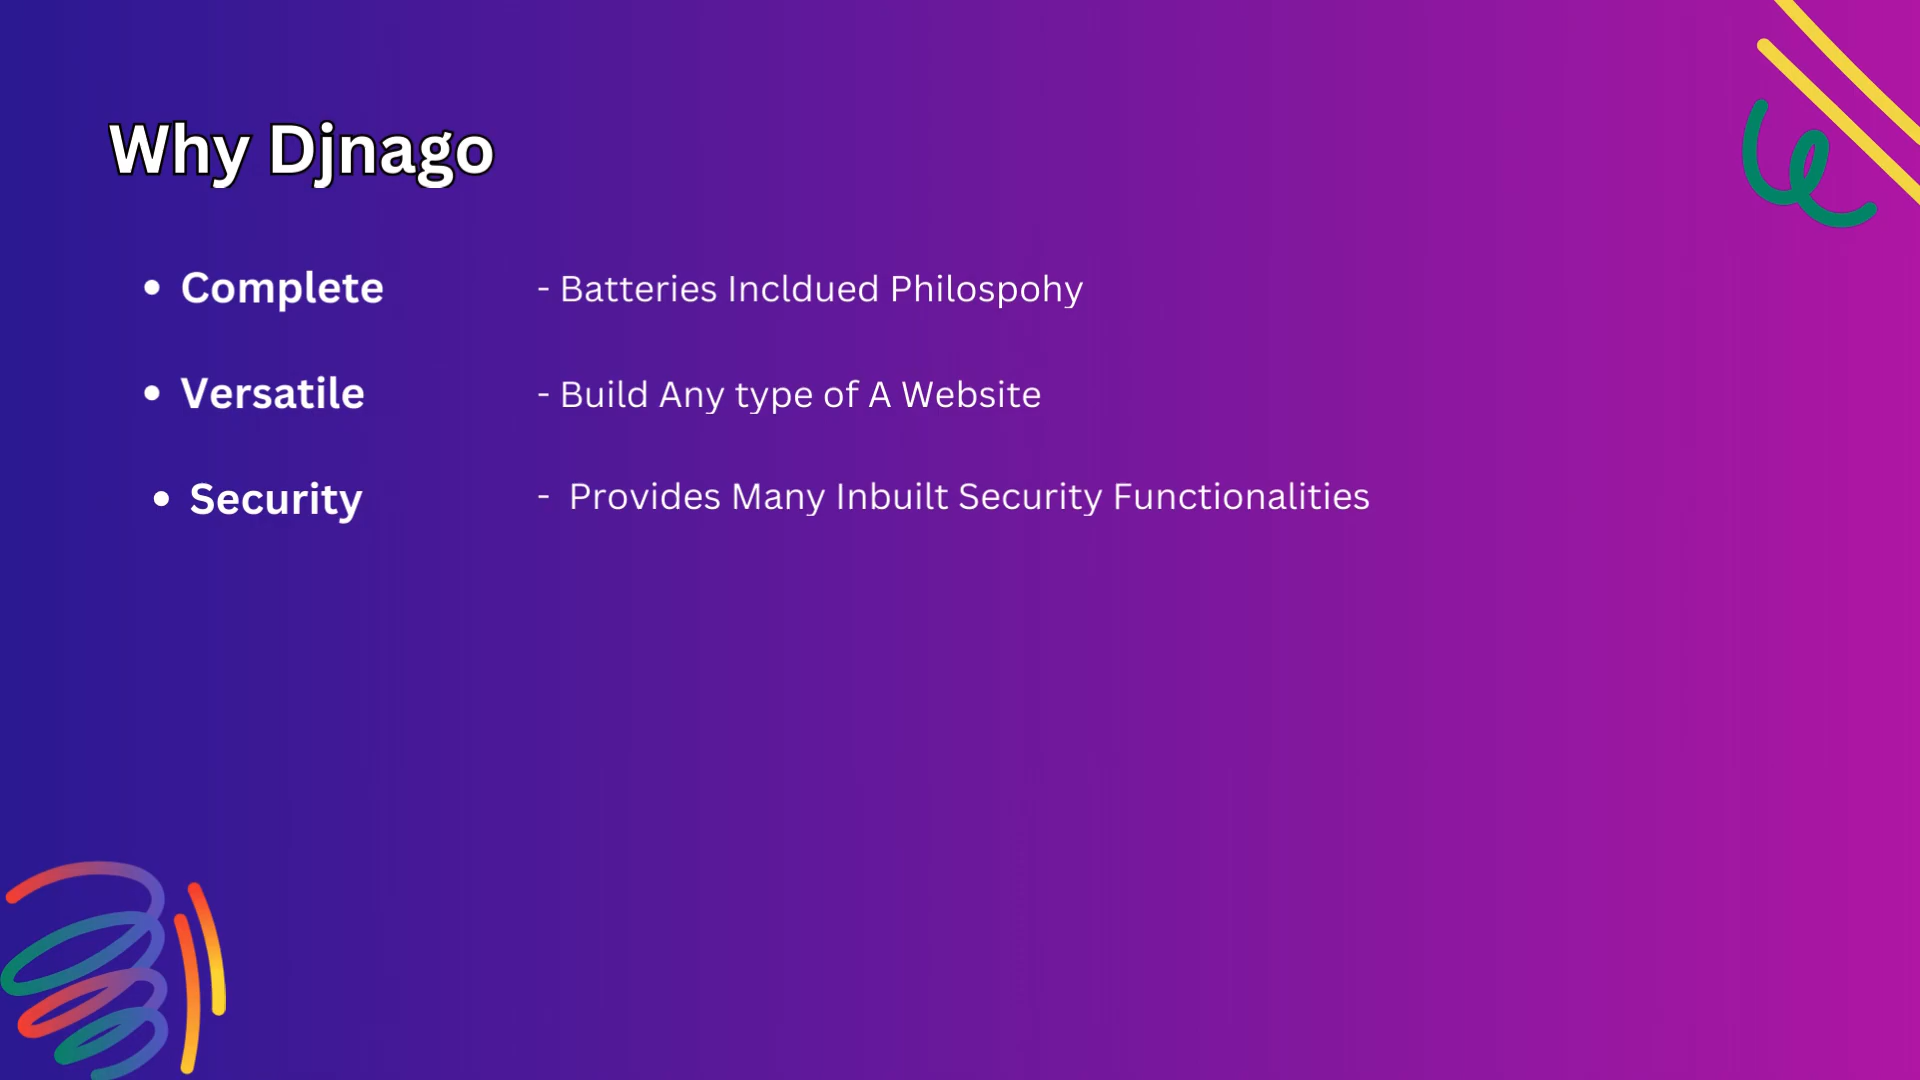 Why Djnago
• Complete - Batteries Incldued Philospohy
• Versatile - Build Any type of A Website
• Security - Provides Many Inbuilt Security Functionalities